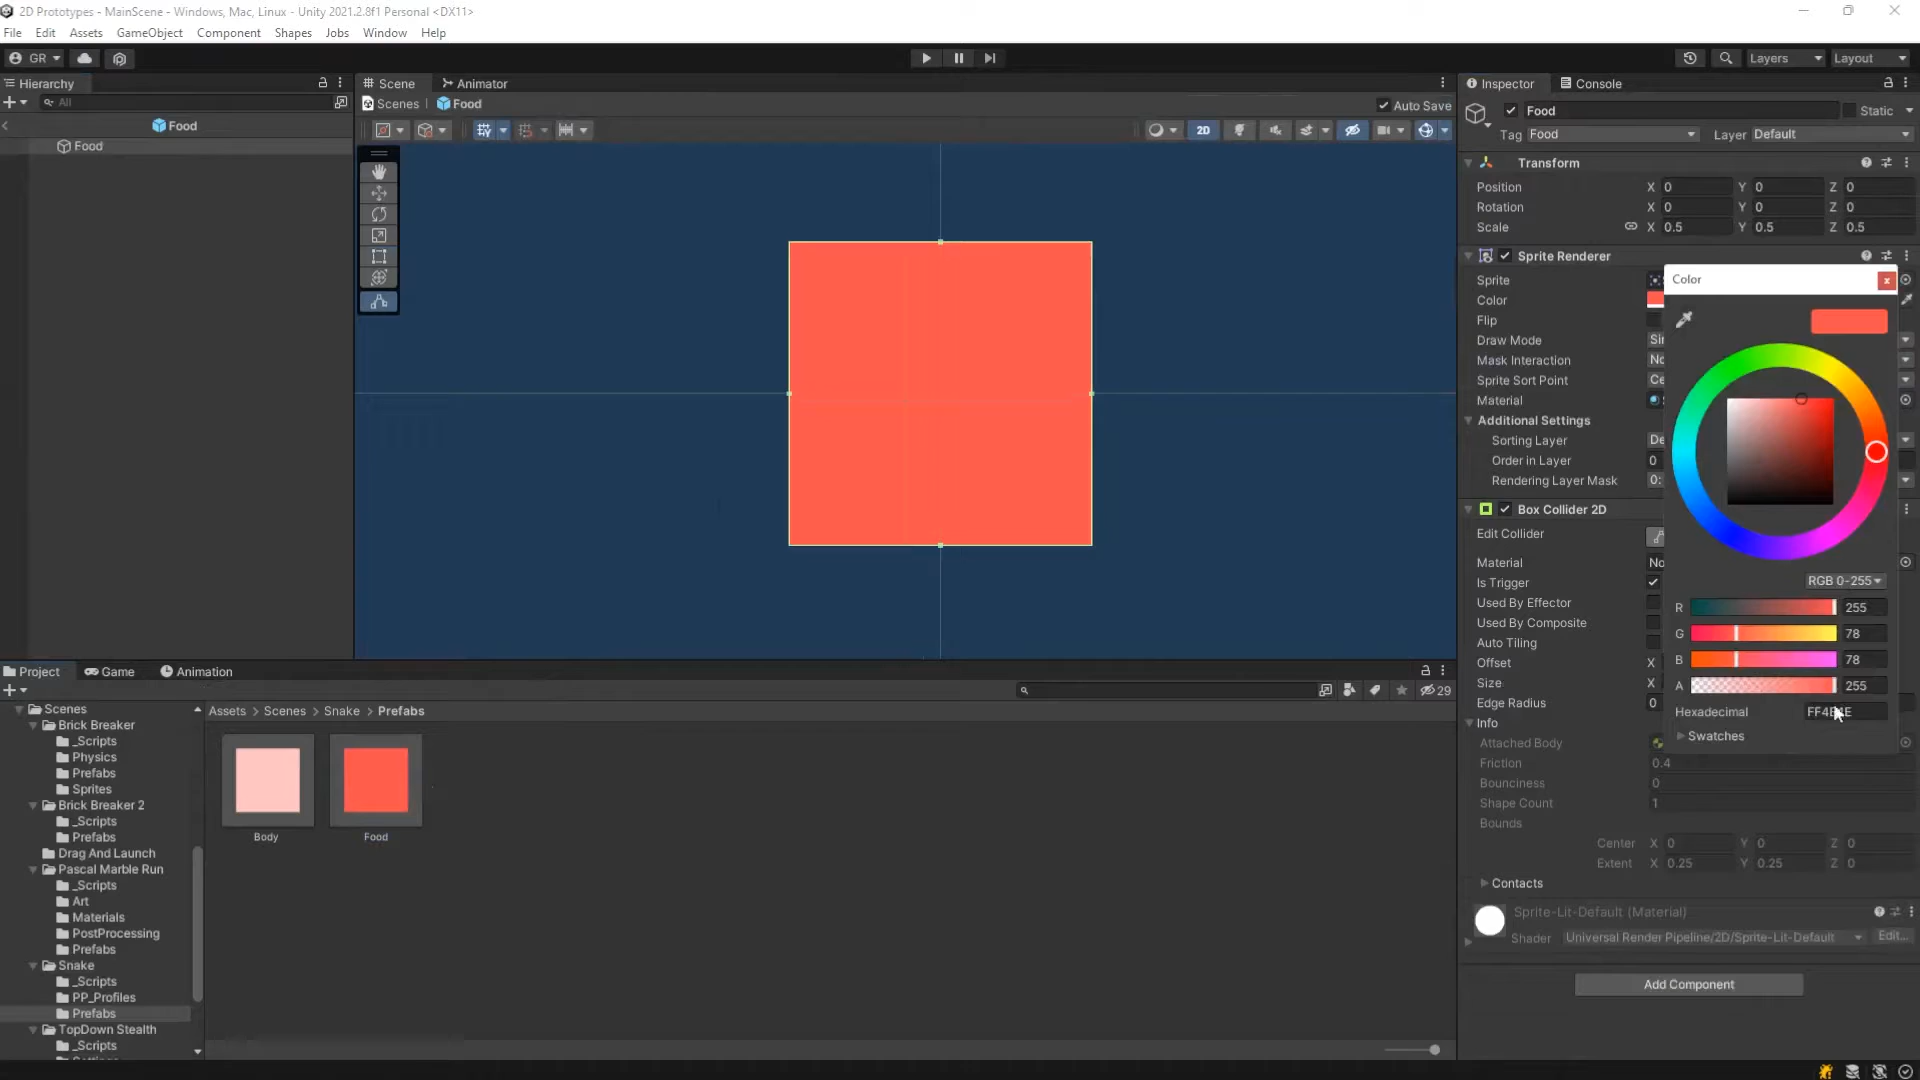 2D Prototypes - MainScene - Windows, Mac, Linux - Unity 2021.2.8f1 Personal <DX11>
File Edit Assets GameObject Component Shapes Jobs Window Help
GR Layers Layout
Hierarchy
All
Food
Food
Scene Animator
Scenes Food Auto Save
2D
Inspector Console
Food Static
Tag Food Layer Default
Transform
Position X 0 Y 0 Z 0
Rotation X 0 Y 0 Z 0
Scale X 0.5 Y 0.5 Z 0.5
Sprite Renderer
Sprite
Color
Flip
Draw Mode
Mask Interaction No
Sprite Sort Point Ce
Material
Additional Settings
Sorting Layer De
Order in Layer 0
Rendering Layer Mask 0:
Box Collider 2D
Edit Collider
Material No
Is Trigger
Used By Effector
Used By Composite
Auto Tiling
Offset X
Size X
Edge Radius 0
Info
Attached Body
Friction 0.4
Bounciness 0
Shape Count 1
Bounds
Center X 0 Y 0 Z 0
Extent X 0.25 Y 0.25 Z 0
Contacts
Sprite-Lit-Default (Material)
Shader Universal Render Pipeline/2D/Sprite-Lit-Default Edit...
Add Component
Color
RGB 0-255
R 255
G 78
B 78
A 255
Hexadecimal
Swatches
Project Game Animation
29
Assets > Scenes > Snake > Prefabs
Body
Food
Scenes
Brick Breaker
_Scripts
Physics
Prefabs
Sprites
Brick Breaker 2
_Scripts
Prefabs
Drag And Launch
Pascal Marble Run
_Scripts
Art
Materials
PostProcessing
Prefabs
Snake
_Scripts
PP_Profiles
Prefabs
TopDown Stealth
_Scripts